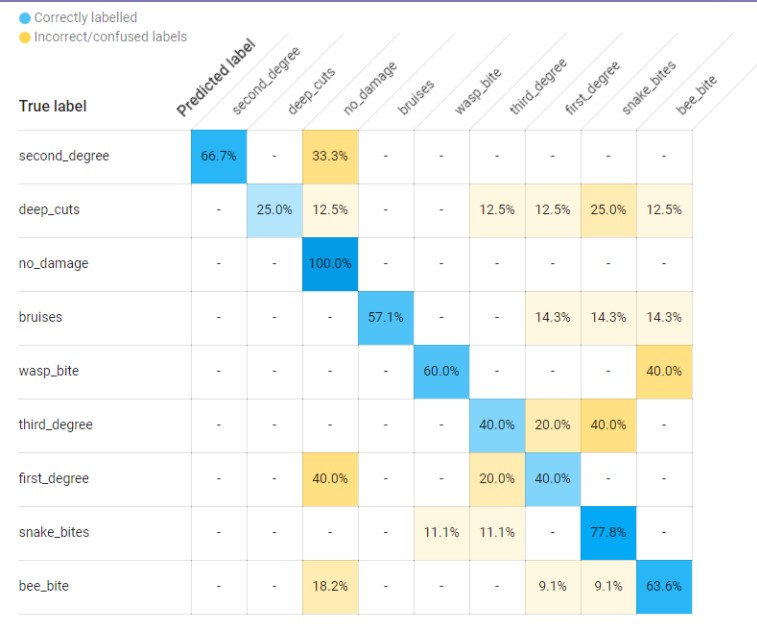 Correctly labelled
Incorrect/confused labels
True label Predicted label second_degree deep_cuts no_damage bruises wasp_bite third_degree first_degree snake_bites bee_bite
second_degree 66.7% - 33.3% - - - - - -
deep_cuts - 25.0% 12.5% - - 12.5% 12.5% 25.0% 12.5%
no_damage - - 100.0% - - - - - -
bruises - - - 57.1% - - 14.3% 14.3% 14.3%
wasp_bite - - - - 60.0% - - - 40.0%
third_degree - - - - - 40.0% 20.0% 40.0% -
first_degree - - 40.0% - - 20.0% 40.0% - -
snake_bites - - - - 11.1% 11.1% - 77.8% -
bee_bite - - 18.2% - - - 9.1% 9.1% 63.6%